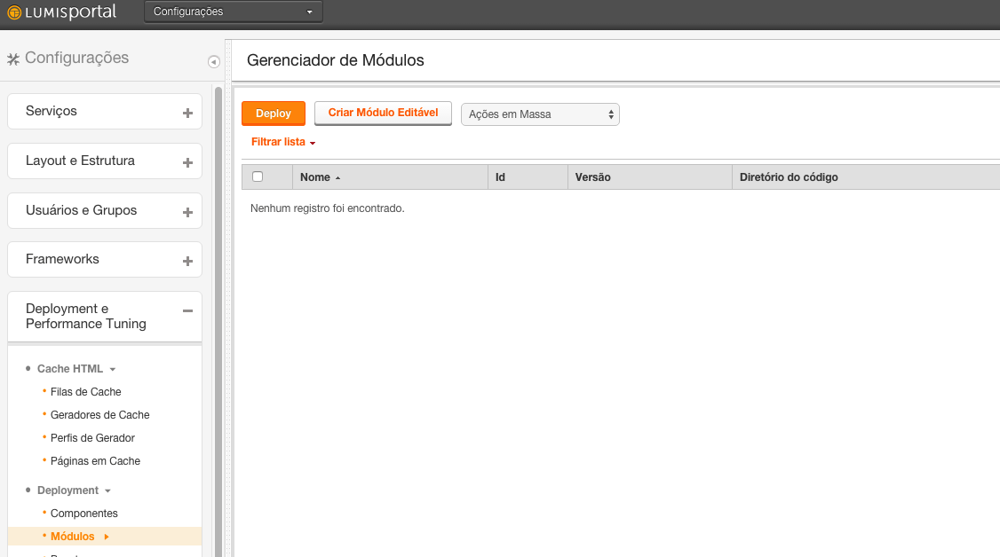 LUMISportal
Configurações
Configurações
Serviços
Layout e Estrutura
Usuários e Grupos
Frameworks
Deployment e
Performance Tuning
Cache HTML
Filas de Cache
Geradores de Cache
Perfis de Gerador
Páginas em Cache
Deployment
Componentes
Módulos
Gerenciador de Módulos
Deploy
Criar Módulo Editável
Ações em Massa
Filtrar lista
Nome
Id
Versão
Diretório do código
Nenhum registro foi encontrado.